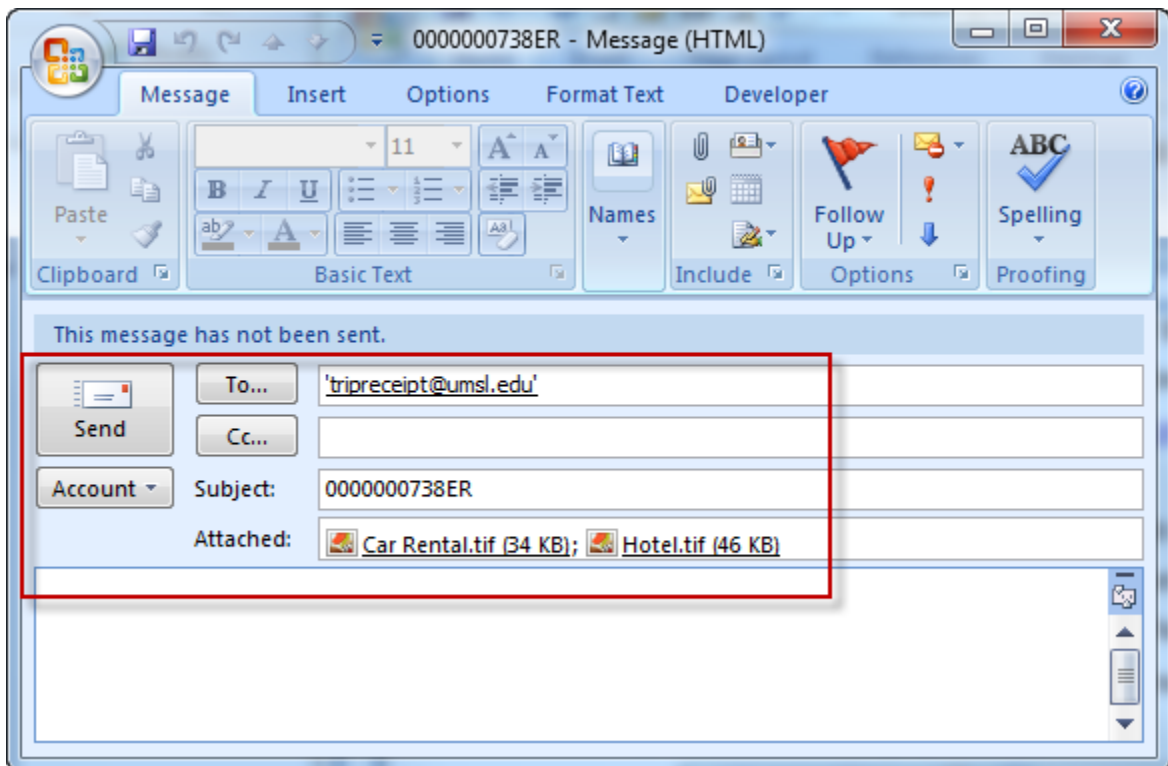 0000000738ER - Message (HTML)
Message Insert Options Format Text Developer
Paste
Clipboard
11
B I U
ab A Aa
Basic Text
Names
Include
Follow Up
Options
ABC
Spelling
Proofing
This message has not been sent.
Send
To... 'tripreceipt@umsl.edu'
Cc...
Account Subject: 0000000738ER
Attached: Car Rental.tif (34 KB); Hotel.tif (46 KB)